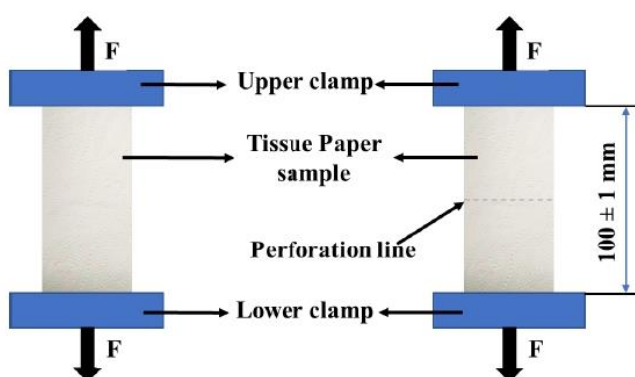 F
F
Upper clamp
Tissue Paper
sample
Perforation line
100 ± 1 mm
Lower clamp
F
F